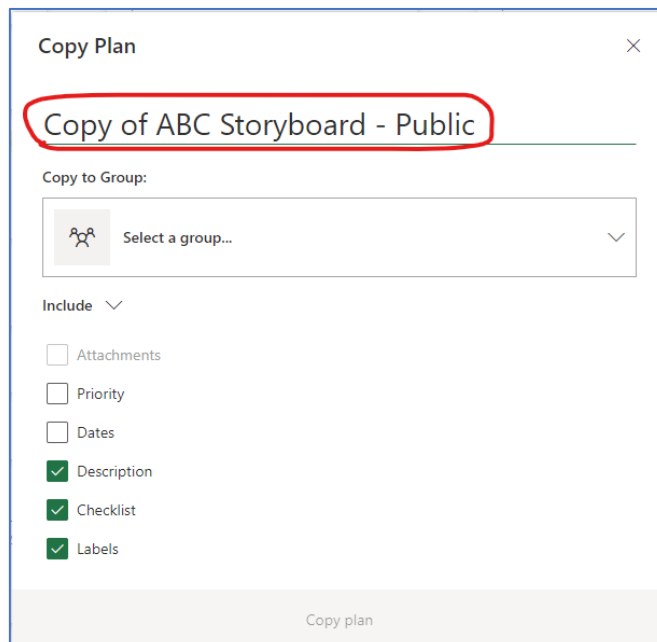 Copy Plan
Copy of ABC Storyboard - Public
Copy to Group:
Select a group...
Include
Attachments
Priority
Dates
Description
Checklist
Labels
Copy plan